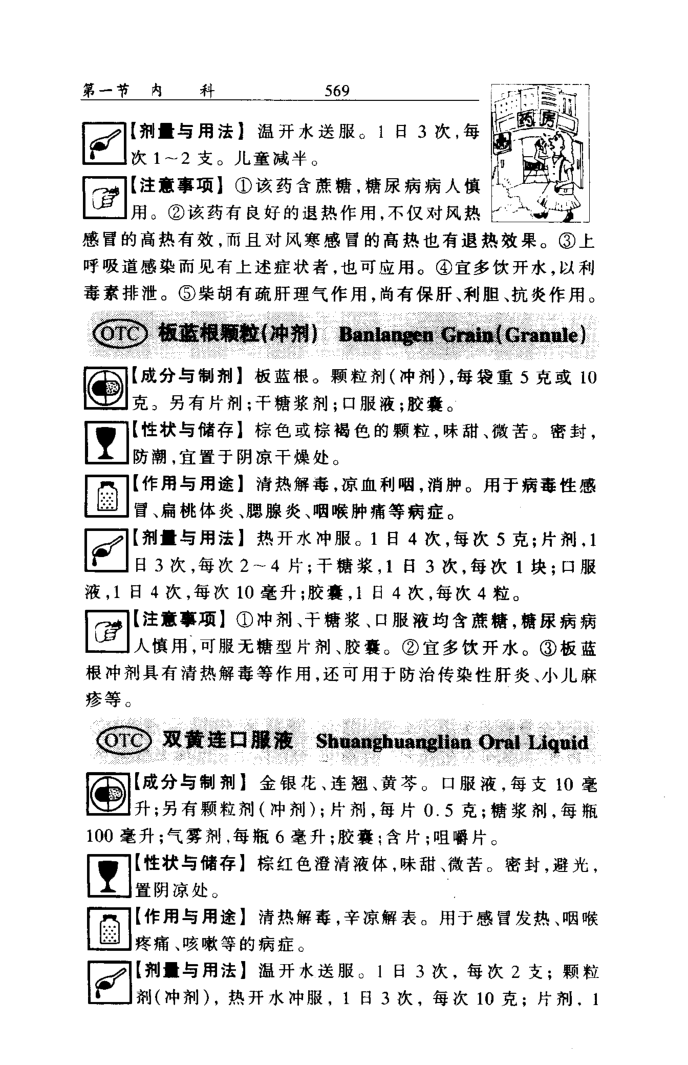 第一节 内 科 569
药房
【剂量与用法】温开水送服。1日3次,每
次1~2支。儿童减半。
【注意事项】①该药含蔗糖,糖尿病病人慎
用。②该药有良好的退热作用,不仅对风热
感冒的高热有效,而且对风寒感冒的高热也有退热效果。③上
呼吸道感染而见有上述症状者,也可应用。④宜多饮开水,以利
毒素排泄。⑤柴胡有疏肝理气作用,尚有保肝、利胆、抗炎作用。
OTC 板蓝根颗粒(冲剂) Banlangen Grain(Granule)
【成分与制剂】板蓝根。颗粒剂(冲剂),每袋重5克或10
克。另有片剂;干糖浆剂;口服液;胶囊。
【性状与储存】棕色或棕褐色的颗粒,味甜、微苦。密封,
防潮,宜置于阴凉干燥处。
【作用与用途】清热解毒,凉血利咽,消肿。用于病毒性感
冒、扁桃体炎、腮腺炎、咽喉肿痛等病症。
【剂量与用法】热开水冲服。1日4次,每次5克;片剂,1
日3次,每次2~4片;干糖浆,1日3次,每次1块;口服
液,1日4次,每次10毫升;胶囊,1日4次,每次4粒。
【注意事项】①冲剂、干糖浆、口服液均含蔗糖,糖尿病病
人慎用,可服无糖型片剂、胶囊。②宜多饮开水。③板蓝
根冲剂具有清热解毒等作用,还可用于防治传染性肝炎、小儿麻
疹等。
OTC 双黄连口服液 Shuanghuanglian Oral Liquid
【成分与制剂】金银花、连翘、黄芩。口服液,每支10毫
升;另有颗粒剂(冲剂);片剂,每片0.5克;糖浆剂,每瓶
100毫升;气雾剂,每瓶6毫升;胶囊;含片;咀嚼片。
【性状与储存】棕红色澄清液体,味甜、微苦。密封,避光,
置阴凉处。
【作用与用途】清热解毒,辛凉解表。用于感冒发热、咽喉
疼痛、咳嗽等的病症。
【剂量与用法】温开水送服。1日3次,每次2支;颗粒
剂(冲剂),热开水冲服,1日3次,每次10克;片剂,1